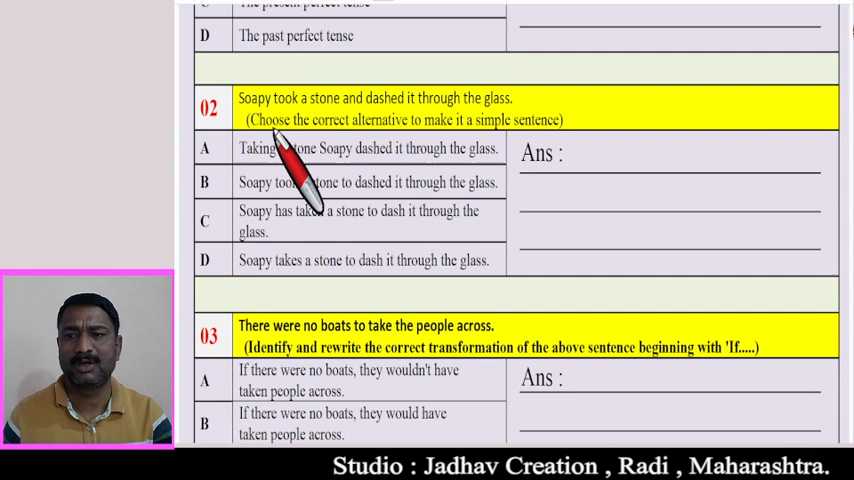 D The past perfect tense
02 Soapy took a stone and dashed it through the glass.
(Choose the correct alternative to make it a simple sentence)
A Taking stone Soapy dashed it through the glass.
Ans :
B Soapy stone to dashed it through the glass.
C Soapy has a stone to dash it through the
glass.
D Soapy takes a stone to dash it through the glass.
03 There were no boats to take the people across.
(Identify and rewrite the correct transformation of the above sentence beginning with 'If.....)
A If there were no boats, they wouldn't have
taken people across.
Ans :
B If there were no boats, they would have
taken people across.
Studio : Jadhav Creation , Radi , Maharashtra.